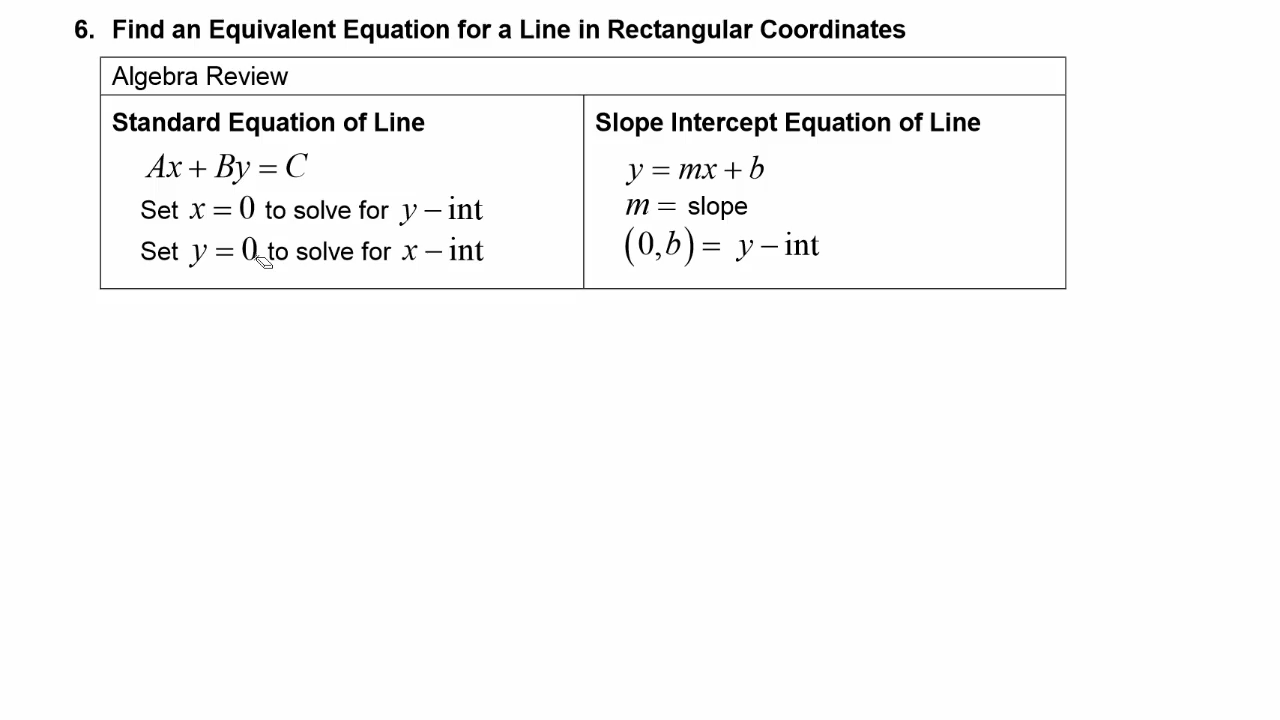 6. Find an Equivalent Equation for a Line in Rectangular Coordinates
Algebra Review
Standard Equation of Line
Ax + By = C
Set x = 0 to solve for y − int
Set y = 0 to solve for x − int
Slope Intercept Equation of Line
y = mx + b
m = slope
(0, b) = y − int